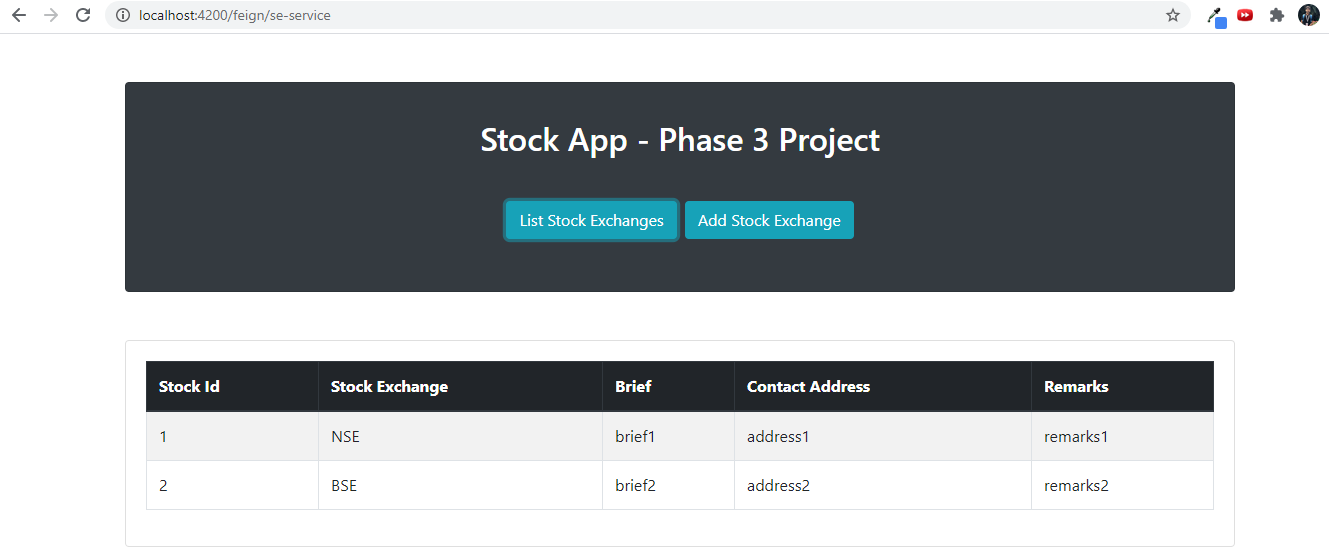 localhost:4200/feign/se-service
Stock App - Phase 3 Project
List Stock Exchanges Add Stock Exchange
Stock Id Stock Exchange Brief Contact Address Remarks
1 NSE brief1 address1 remarks1
2 BSE brief2 address2 remarks2